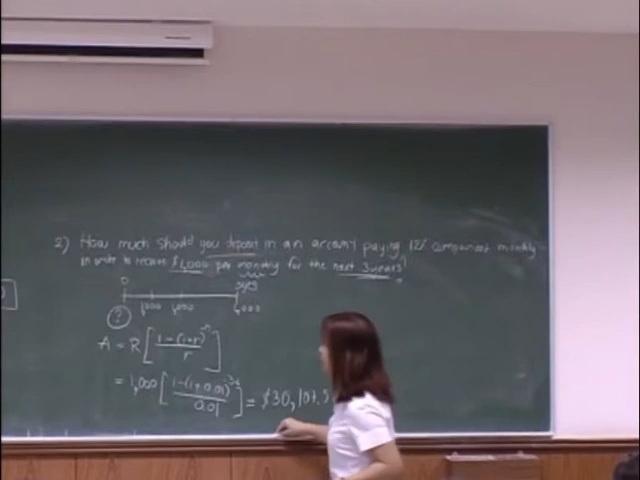 2) How much should you deposit in an account paying 12% compounded monthly
in order to receive $1,000 per monthly for the next 3 years?
0
1,000 1,000 1,000
?
A = R [ 1-(1+r)^-n / r ]
= 1,000 [ 1-(1+0.01)^-36 / 0.01 ] = $30,107.5